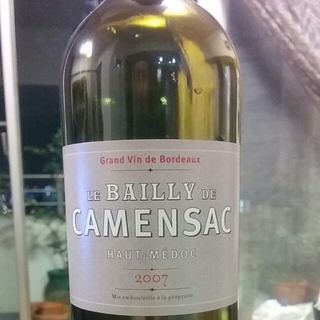 Grand Vin de Bordeaux
LE BAILLY DE
CAMENSAC
HAUT-MÉDOC
2007
Mis en bouteille à la propriété.